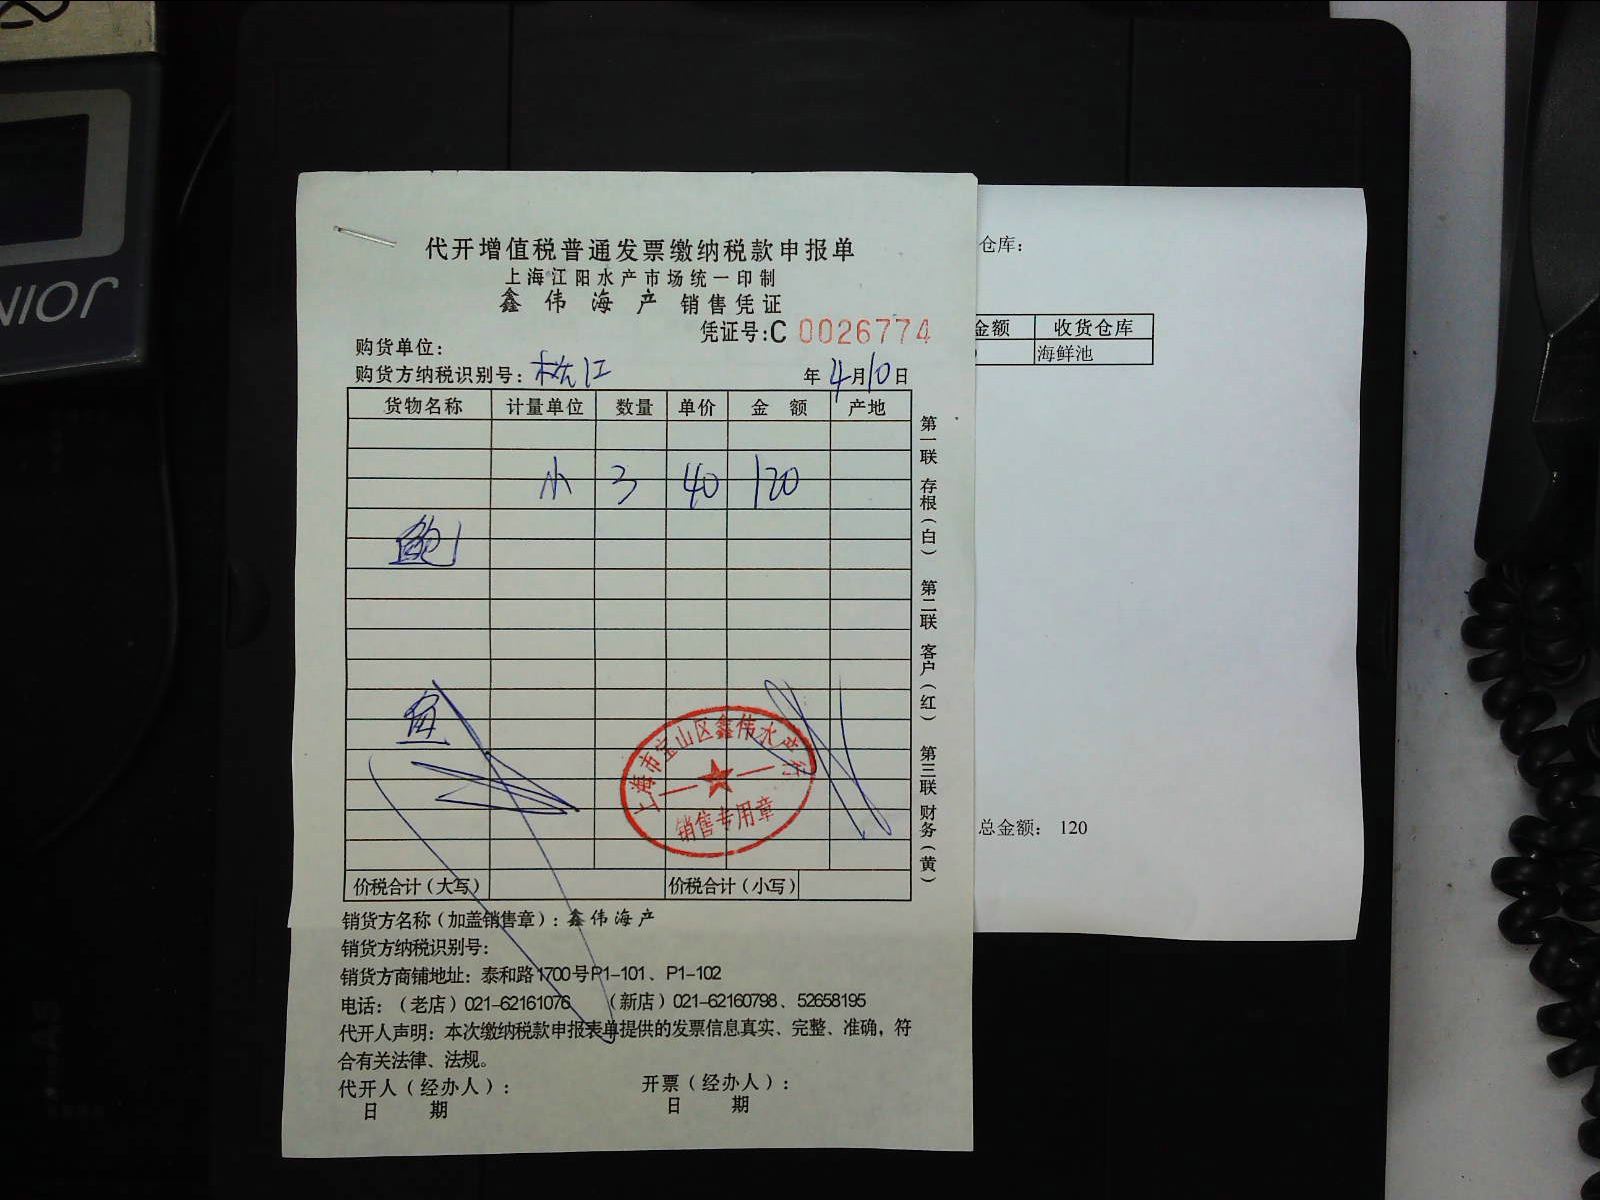 代开增值税普通发票缴纳税款申报单
上海江阳水产市场统一印制
鑫伟海产 销售凭证
凭证号:C 0026774
购货单位:
购货方纳税识别号: 松江 年4月10日
货物名称 计量单位 数量 单价 金额 产地
小 3 40 120
鲍
价税合计(大写) 价税合计(小写)
销货方名称(加盖销售章): 鑫伟海产
销货方纳税识别号:
销货方商铺地址: 泰和路1700号P1-101、P1-102
电话:(老店)021-62161076 (新店)021-62160798、52658195
代开人声明: 本次缴纳税款申报表单提供的发票信息真实、完整、准确,符
合有关法律、法规。
代开人(经办人): 开票(经办人):
日期 日期
第一联 存根(白) 第二联 客户(红) 第三联 财务(黄)
上海市宝山区鑫伟水产行
销售专用章
仓库:
金额 收货仓库
海鲜池
总金额: 120
JOINIOR